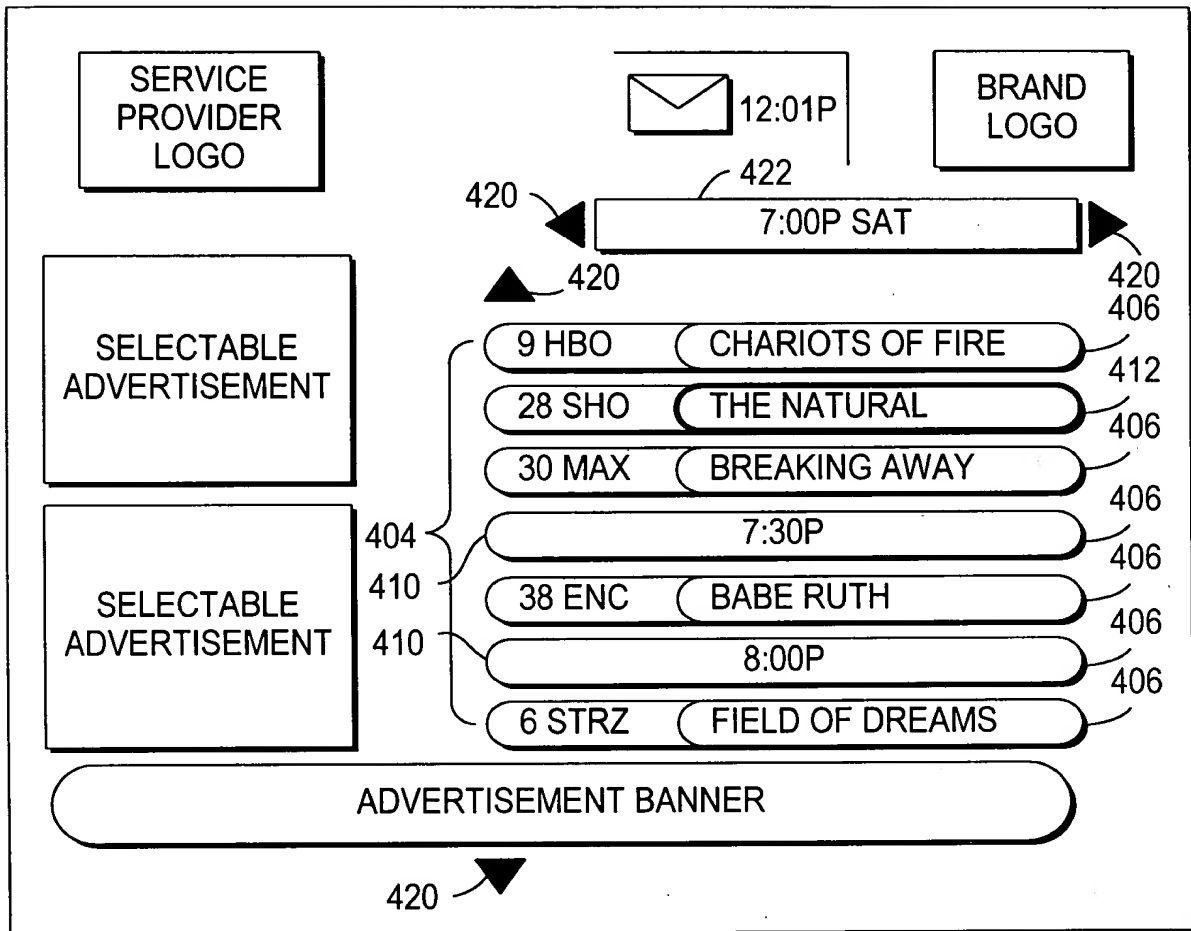 SERVICE
PROVIDER
LOGO
12:01P
BRAND
LOGO
422
420
7:00P SAT
420
420
SELECTABLE
ADVERTISEMENT
404
406
9 HBO CHARIOTS OF FIRE
412
28 SHO THE NATURAL
406
30 MAX BREAKING AWAY
406
410
7:30P
406
38 ENC BABE RUTH
406
410
8:00P
406
6 STRZ FIELD OF DREAMS
SELECTABLE
ADVERTISEMENT
ADVERTISEMENT BANNER
420